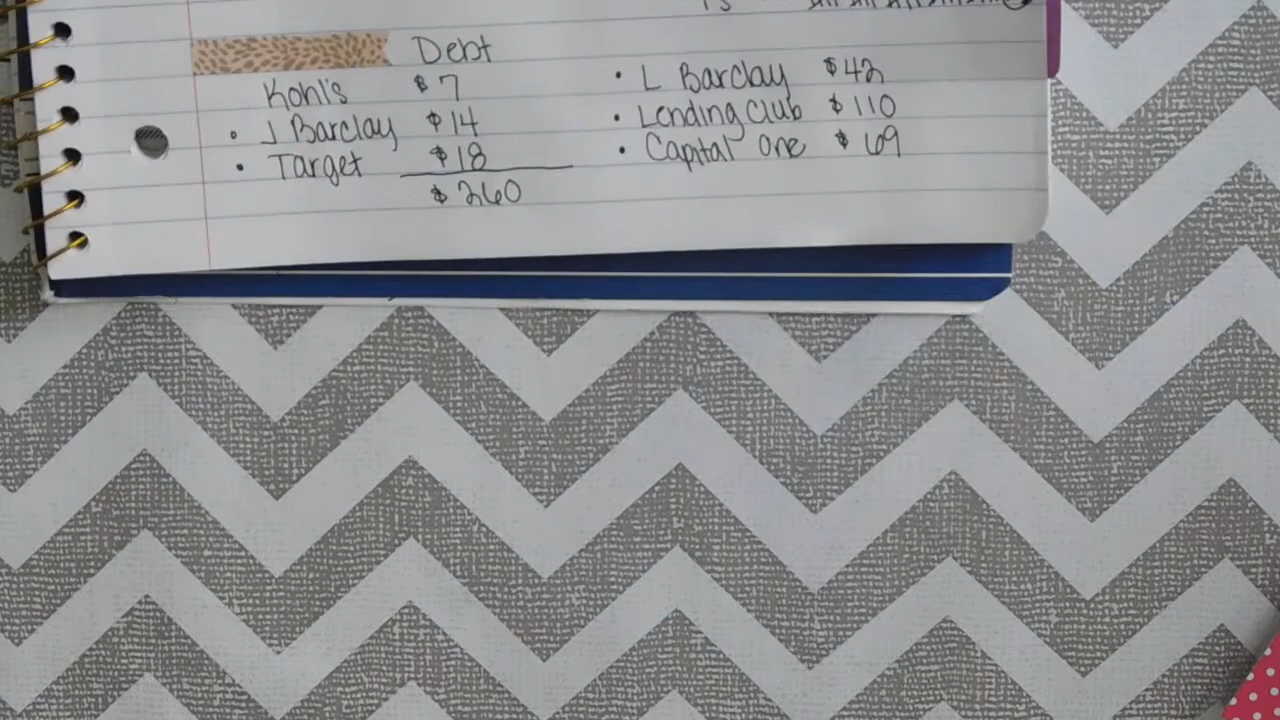 Debt
Kohl's $7
• J Barclay $14
• Target $18
$260
• L Barclay $42
• Lending Club $110
• Capital One $69